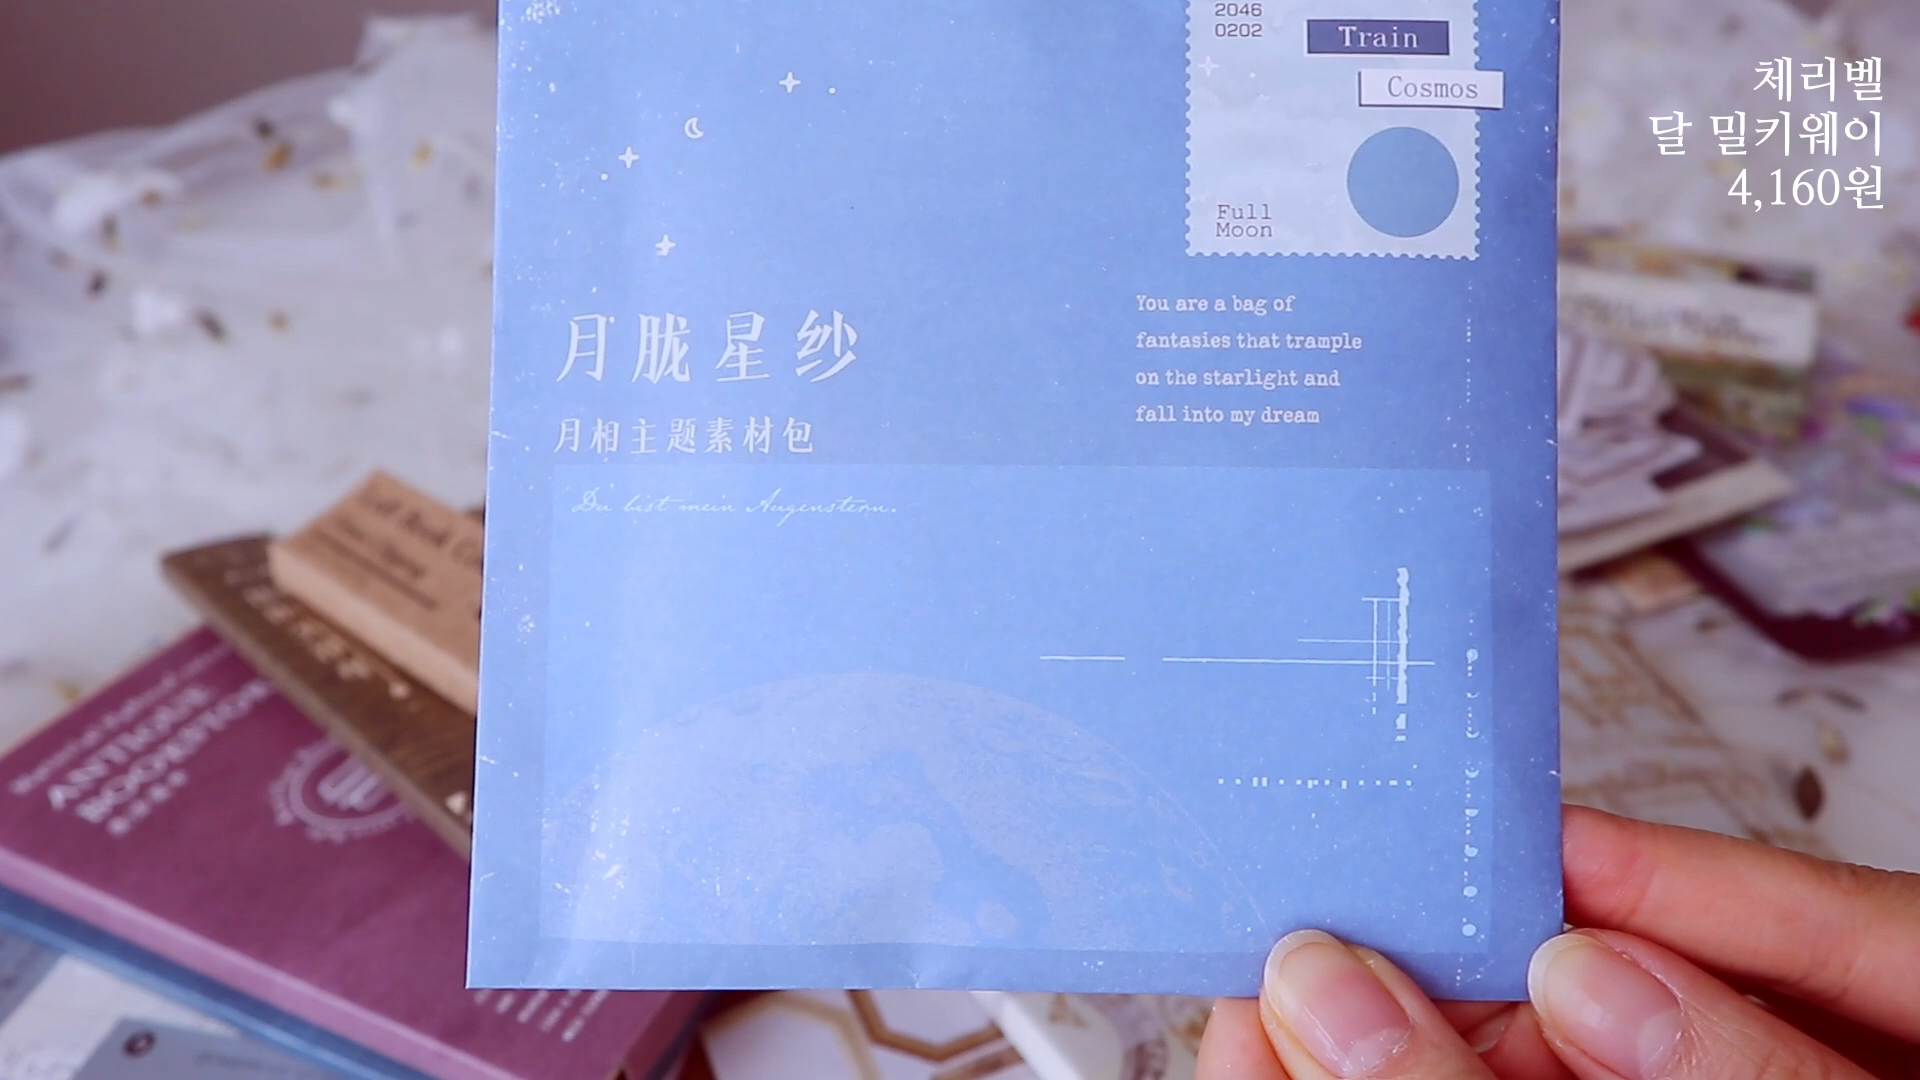 2046
0202
Train
Cosmos
Full
Moon
체리벨
달 밀키웨이
4,160원
You are a bag of
fantasies that trample
on the starlight and
fall into my dream
月胧星纱
月相主题素材包
Du bist mein Augenstern.
ANTIQUE